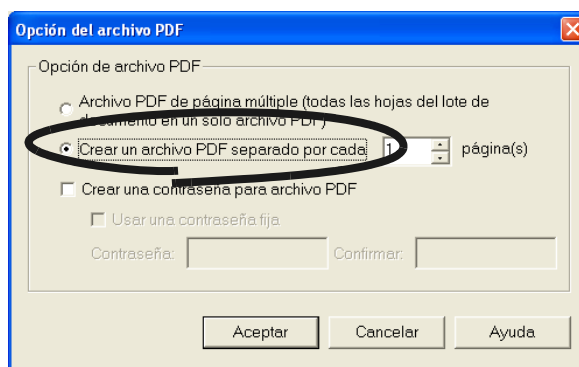 Opción del archivo PDF
Opción de archivo PDF
Archivo PDF de página múltiple (todas las hojas del lote de
documento en un solo archivo PDF)
Crear un archivo PDF separado por cada 1 página(s)
Crear una contraseña para archivo PDF
Usar una contraseña fija
Contraseña: Confirmar:
Aceptar Cancelar Ayuda